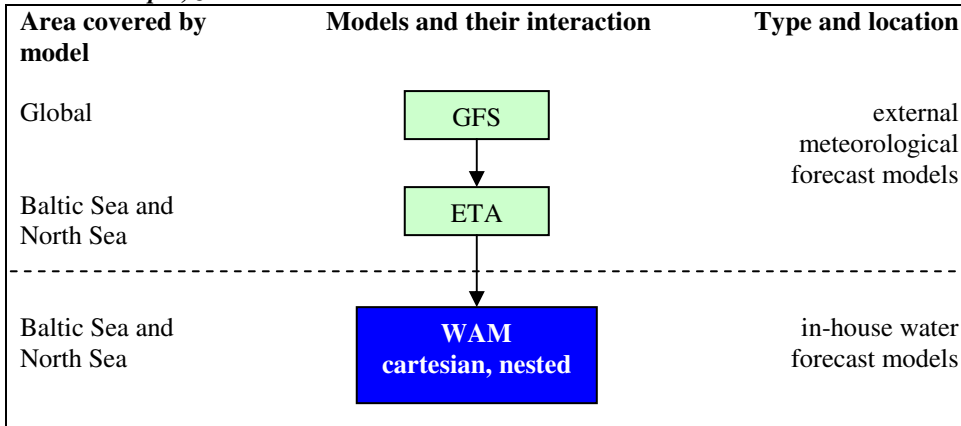 Area covered by Models and their interaction Type and location
model
Global GFS external
meteorological
forecast models
Baltic Sea and ETA
North Sea
Baltic Sea and WAM in-house water
North Sea cartesian, nested forecast models